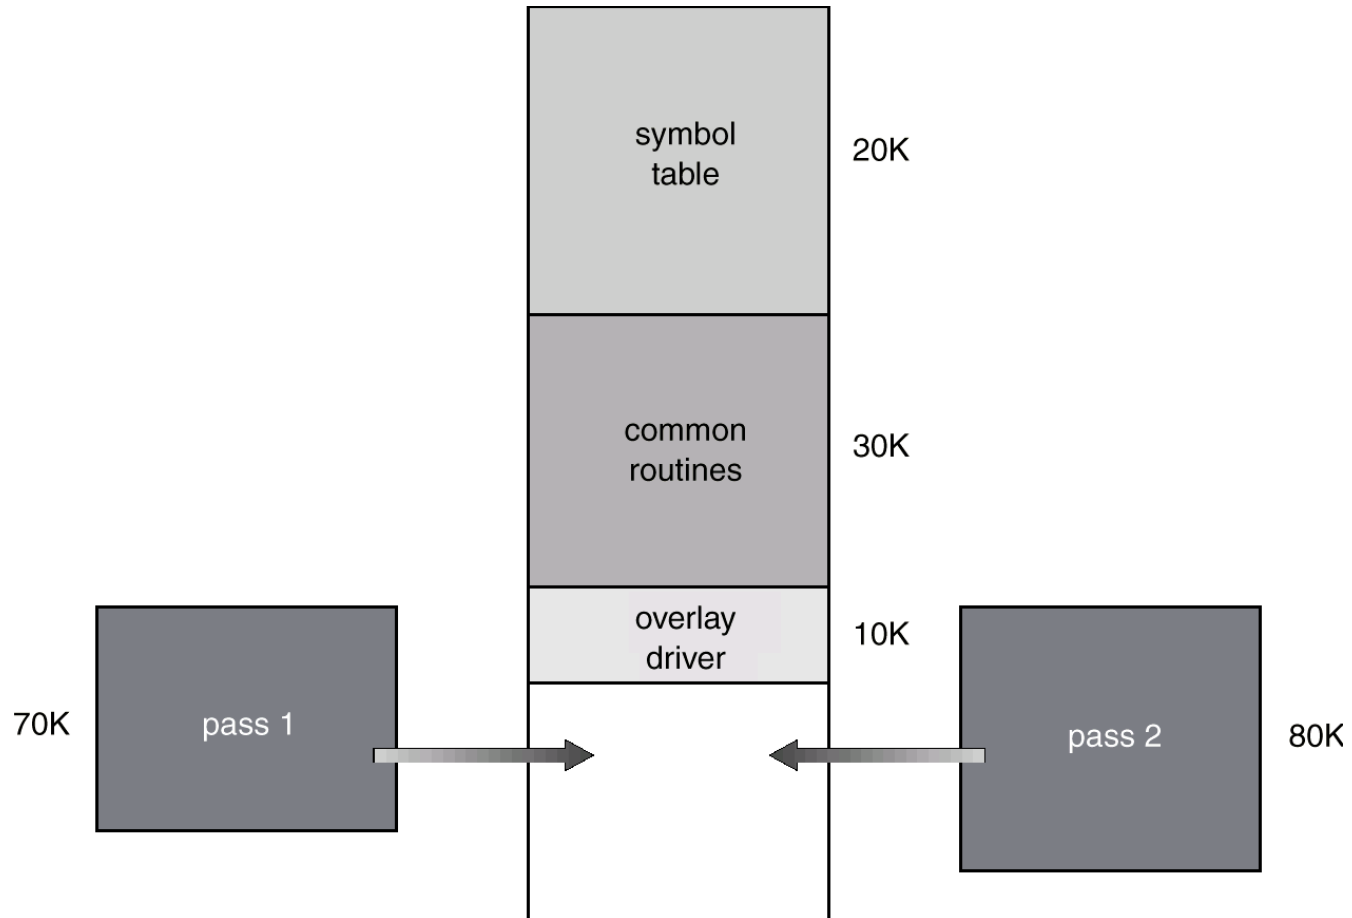 symbol
table
20K
common
routines
30K
overlay
driver
10K
70K
pass 1
pass 2
80K